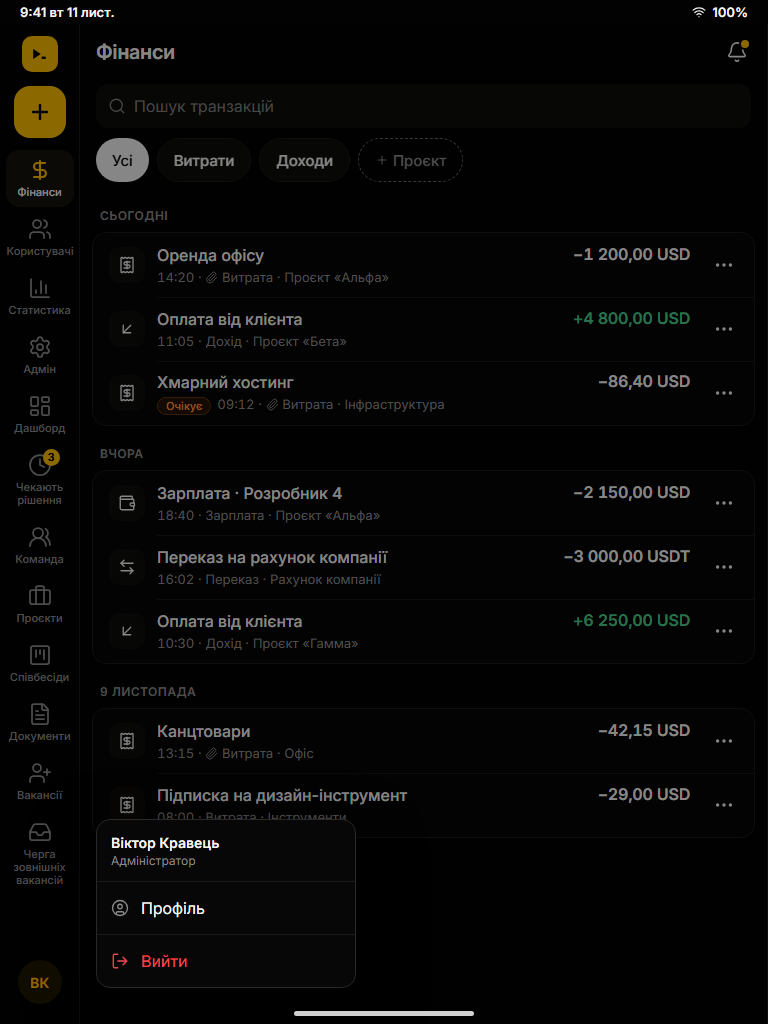 9:41 вт 11 лист.
100%
Фінанси
Пошук транзакцій
Усі
Витрати
Доходи
+ Проєкт
Фінанси
Користувачі
Статистика
Адмін
Дашборд
3
Чекають
рішення
Команда
Проєкти
Співбесіди
Документи
Вакансії
Черга
зовнішніх
вакансій
ВК
СЬОГОДНІ
Оренда офісу
−1 200,00 USD
14:20 · Витрата · Проєкт «Альфа»
Оплата від клієнта
+4 800,00 USD
11:05 · Дохід · Проєкт «Бета»
Хмарний хостинг
−86,40 USD
Очікує 09:12 · Витрата · Інфраструктура
ВЧОРА
Зарплата · Розробник 4
−2 150,00 USD
18:40 · Зарплата · Проєкт «Альфа»
Переказ на рахунок компанії
−3 000,00 USDT
16:02 · Переказ · Рахунок компанії
Оплата від клієнта
+6 250,00 USD
10:30 · Дохід · Проєкт «Гамма»
9 ЛИСТОПАДА
Канцтовари
−42,15 USD
13:15 · Витрата · Офіс
Підписка на дизайн-інструмент
−29,00 USD
08:00 · Витрата · Інструменти
Віктор Кравець
Адміністратор
Профіль
Вийти